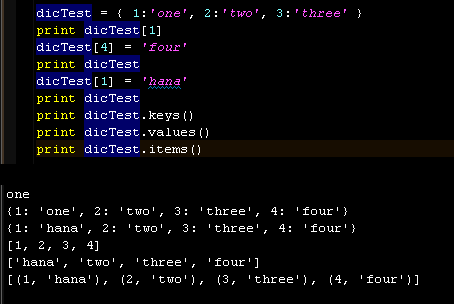 dicTest = { 1:'one', 2:'two', 3:'three' }
print dicTest[1]
dicTest[4] = 'four'
print dicTest
dicTest[1] = 'hana'
print dicTest
print dicTest.keys()
print dicTest.values()
print dicTest.items()
one
{1: 'one', 2: 'two', 3: 'three', 4: 'four'}
{1: 'hana', 2: 'two', 3: 'three', 4: 'four'}
[1, 2, 3, 4]
['hana', 'two', 'three', 'four']
[(1, 'hana'), (2, 'two'), (3, 'three'), (4, 'four')]